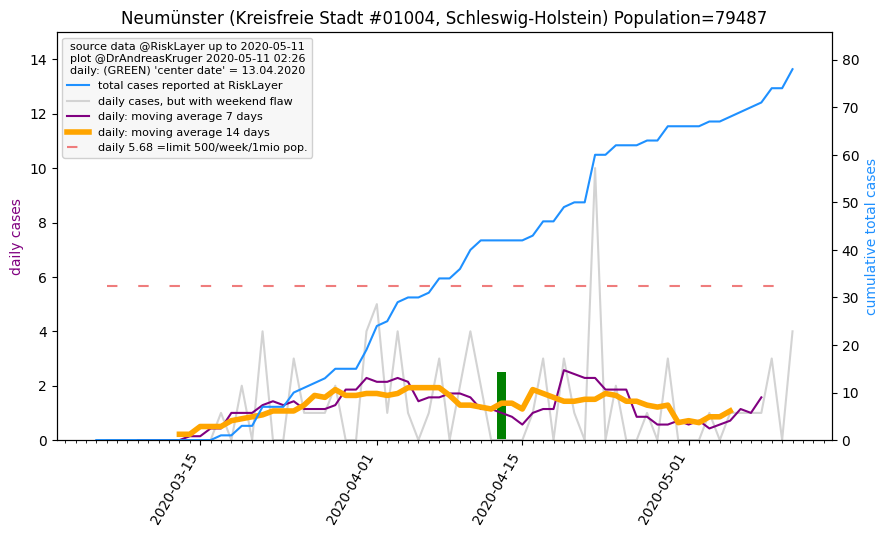 Neumünster (Kreisfreie Stadt #01004, Schleswig-Holstein) Population=79487
source data @RiskLayer up to 2020-05-11
plot @DrAndreasKruger 2020-05-11 02:26
daily: (GREEN) 'center date' = 13.04.2020
total cases reported at RiskLayer
daily cases, but with weekend flaw
daily: moving average 7 days
daily: moving average 14 days
daily 5.68 =limit 500/week/1mio pop.
daily cases
14
12
10
8
6
4
2
0
cumulative total cases
80
70
60
50
40
30
20
10
0
2020-03-15
2020-04-01
2020-04-15
2020-05-01